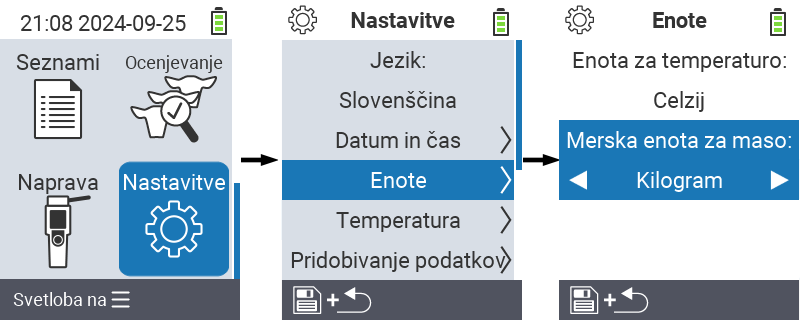 21:08 2024-09-25
Seznami
Ocenjevanje
Naprava
Nastavitve
Svetloba na
Nastavitve
Jezik:
Slovenščina
Datum in čas
Enote
Temperatura
Pridobivanje podatkov
+
Enote
Enota za temperaturo:
Celzij
Merska enota za maso:
Kilogram
+